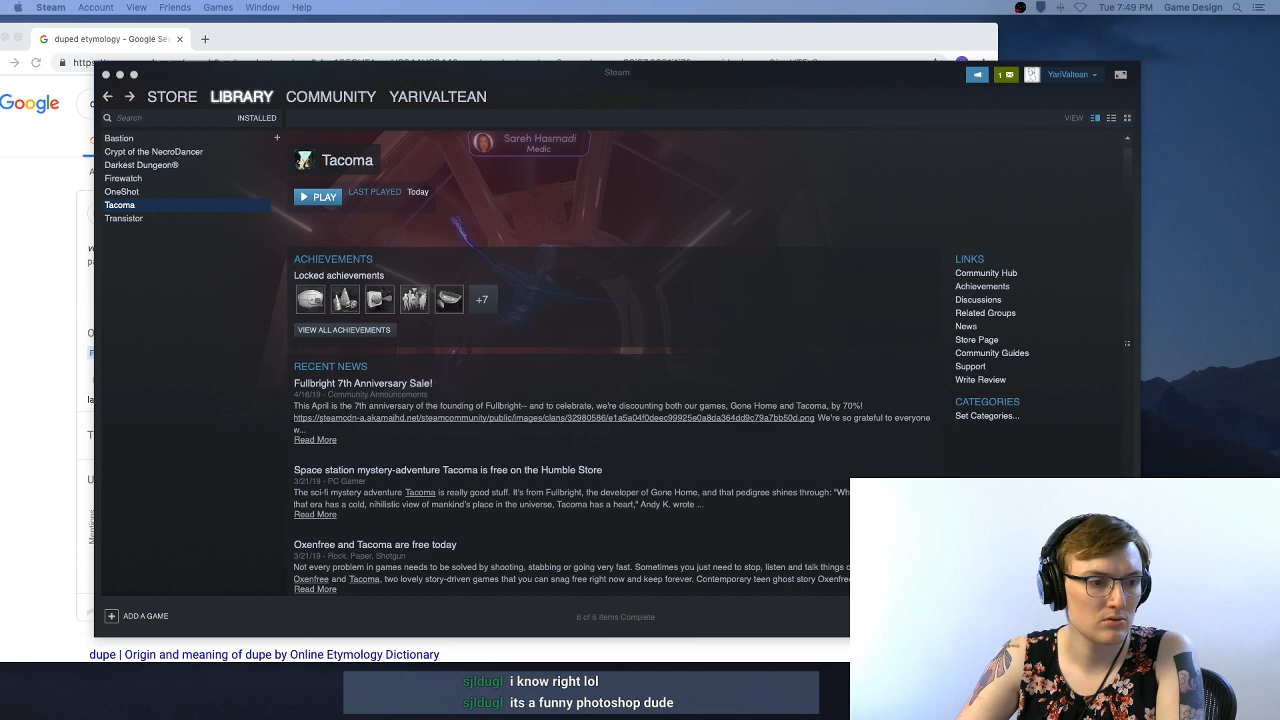 Steam Account View Friends Games Window Help
Tue 7:49 PM Game Design
duped etymology - Google Se
https
Steam
1
YariValtean
STORE LIBRARY COMMUNITY YARIVALTEAN
Search INSTALLED
VIEW
Google
Bastion
Crypt of the NecroDancer
Darkest Dungeon®
Firewatch
OneShot
Tacoma
Transistor
Sareh Hasmadi
Medic
Tacoma
PLAY LAST PLAYED Today
ACHIEVEMENTS
Locked achievements
+7
VIEW ALL ACHIEVEMENTS
RECENT NEWS
Fullbright 7th Anniversary Sale!
4/16/19 - Community Announcements
This April is the 7th anniversary of the founding of Fullbright-- and to celebrate, we're discounting both our games, Gone Home and Tacoma, by 70%!
https://steamcdn-a.akamaihd.net/steamcommunity/public/images/clans/32980586/e1a5a04f0deec99925e0a8da364dd9c79a7bb50d.png We're so grateful to everyone
w...
Read More
Space station mystery-adventure Tacoma is free on the Humble Store
3/21/19 - PC Gamer
The sci-fi mystery adventure Tacoma is really good stuff. It's from Fullbright, the developer of Gone Home, and that pedigree shines through: "Wh
that era has a cold, nihilistic view of mankind's place in the universe, Tacoma has a heart," Andy K. wrote ...
Read More
Oxenfree and Tacoma are free today
3/21/19 - Rock, Paper, Shotgun
Not every problem in games needs to be solved by shooting, stabbing or going very fast. Sometimes you just need to stop, listen and talk things o
Oxenfree and Tacoma, two lovely story-driven games that you can snag free right now and keep forever. Contemporary teen ghost story Oxenfre
Read More
LINKS
Community Hub
Achievements
Discussions
Related Groups
News
Store Page
Community Guides
Support
Write Review
CATEGORIES
Set Categories...
ADD A GAME
6 of 6 Items Complete
dupe | Origin and meaning of dupe by Online Etymology Dictionary
sjldugl i know right lol
sjldugl its a funny photoshop dude